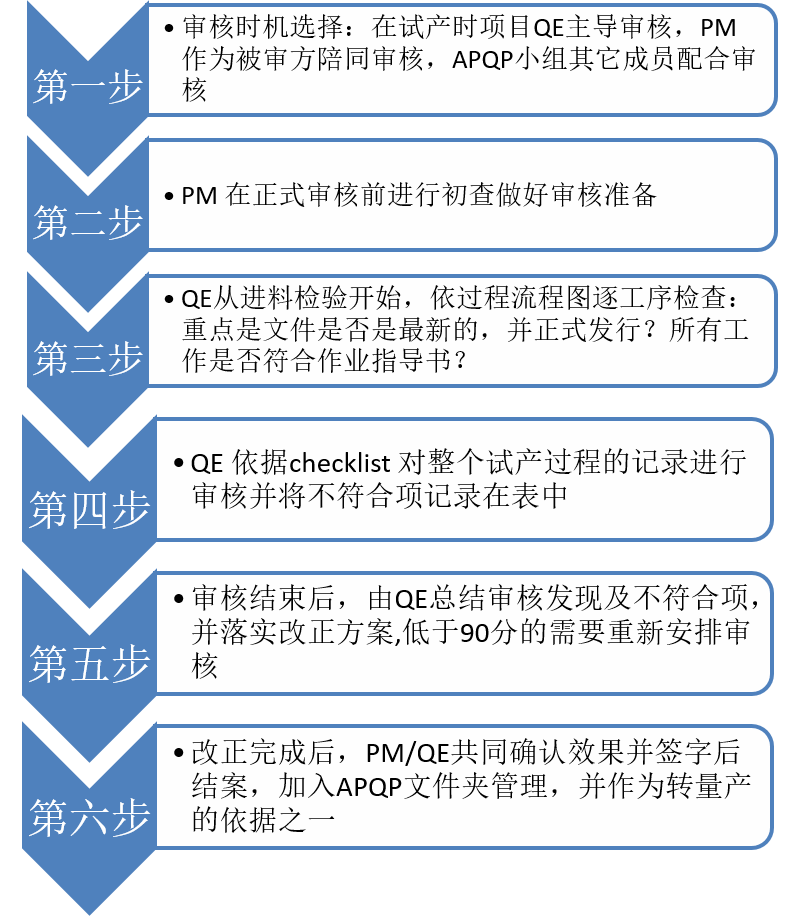 第一步
• 审核时机选择：在试产时项目QE主导审核，PM
作为被审方陪同审核，APQP小组其它成员配合审
核
第二步
• PM 在正式审核前进行初查做好审核准备
第三步
• QE从进料检验开始，依过程流程图逐工序检查：
重点是文件是否是最新的，并正式发行？所有工
作是否符合作业指导书？
第四步
• QE 依据checklist 对整个试产过程的记录进行
审核并将不符合项记录在表中
第五步
• 审核结束后，由QE总结审核发现及不符合项，
并落实改正方案,低于90分的需要重新安排审
核
第六步
• 改正完成后，PM/QE共同确认效果并签字后
结案，加入APQP文件夹管理，并作为转量产
的依据之一